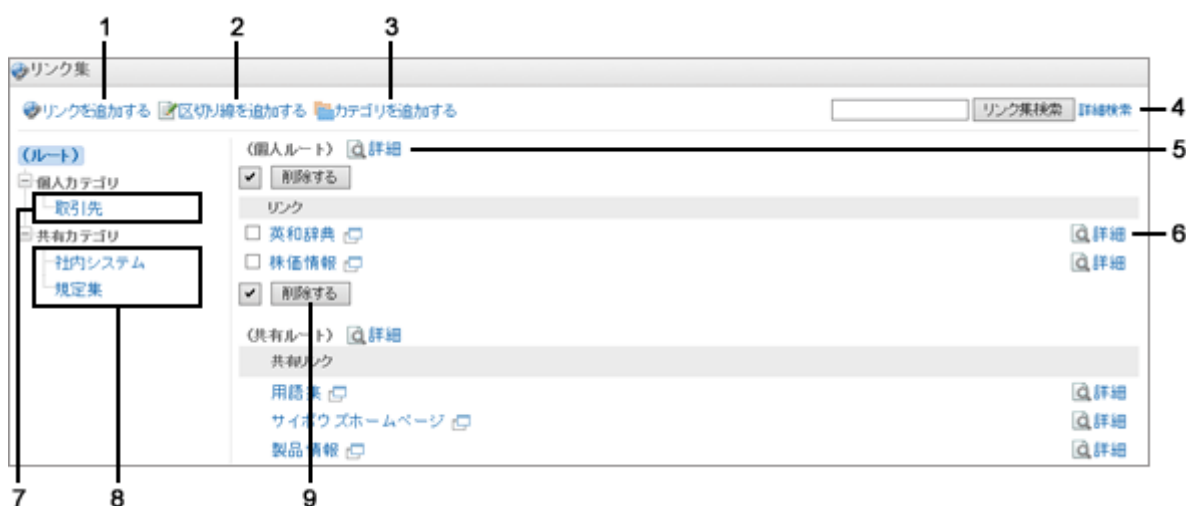 1 2 3
リンク集
リンクを追加する 区切り線を追加する カテゴリを追加する リンク集検索 詳細検索 4
(ルート)
個人カテゴリ
取引先
共有カテゴリ
社内システム
規定集
(個人ルート) 詳細 5
削除する
リンク
英和辞典 詳細 6
株価情報 詳細
削除する
(共有ルート) 詳細
共有リンク
用語集 詳細
サイボウズホームページ 詳細
製品情報 詳細
7 8 9